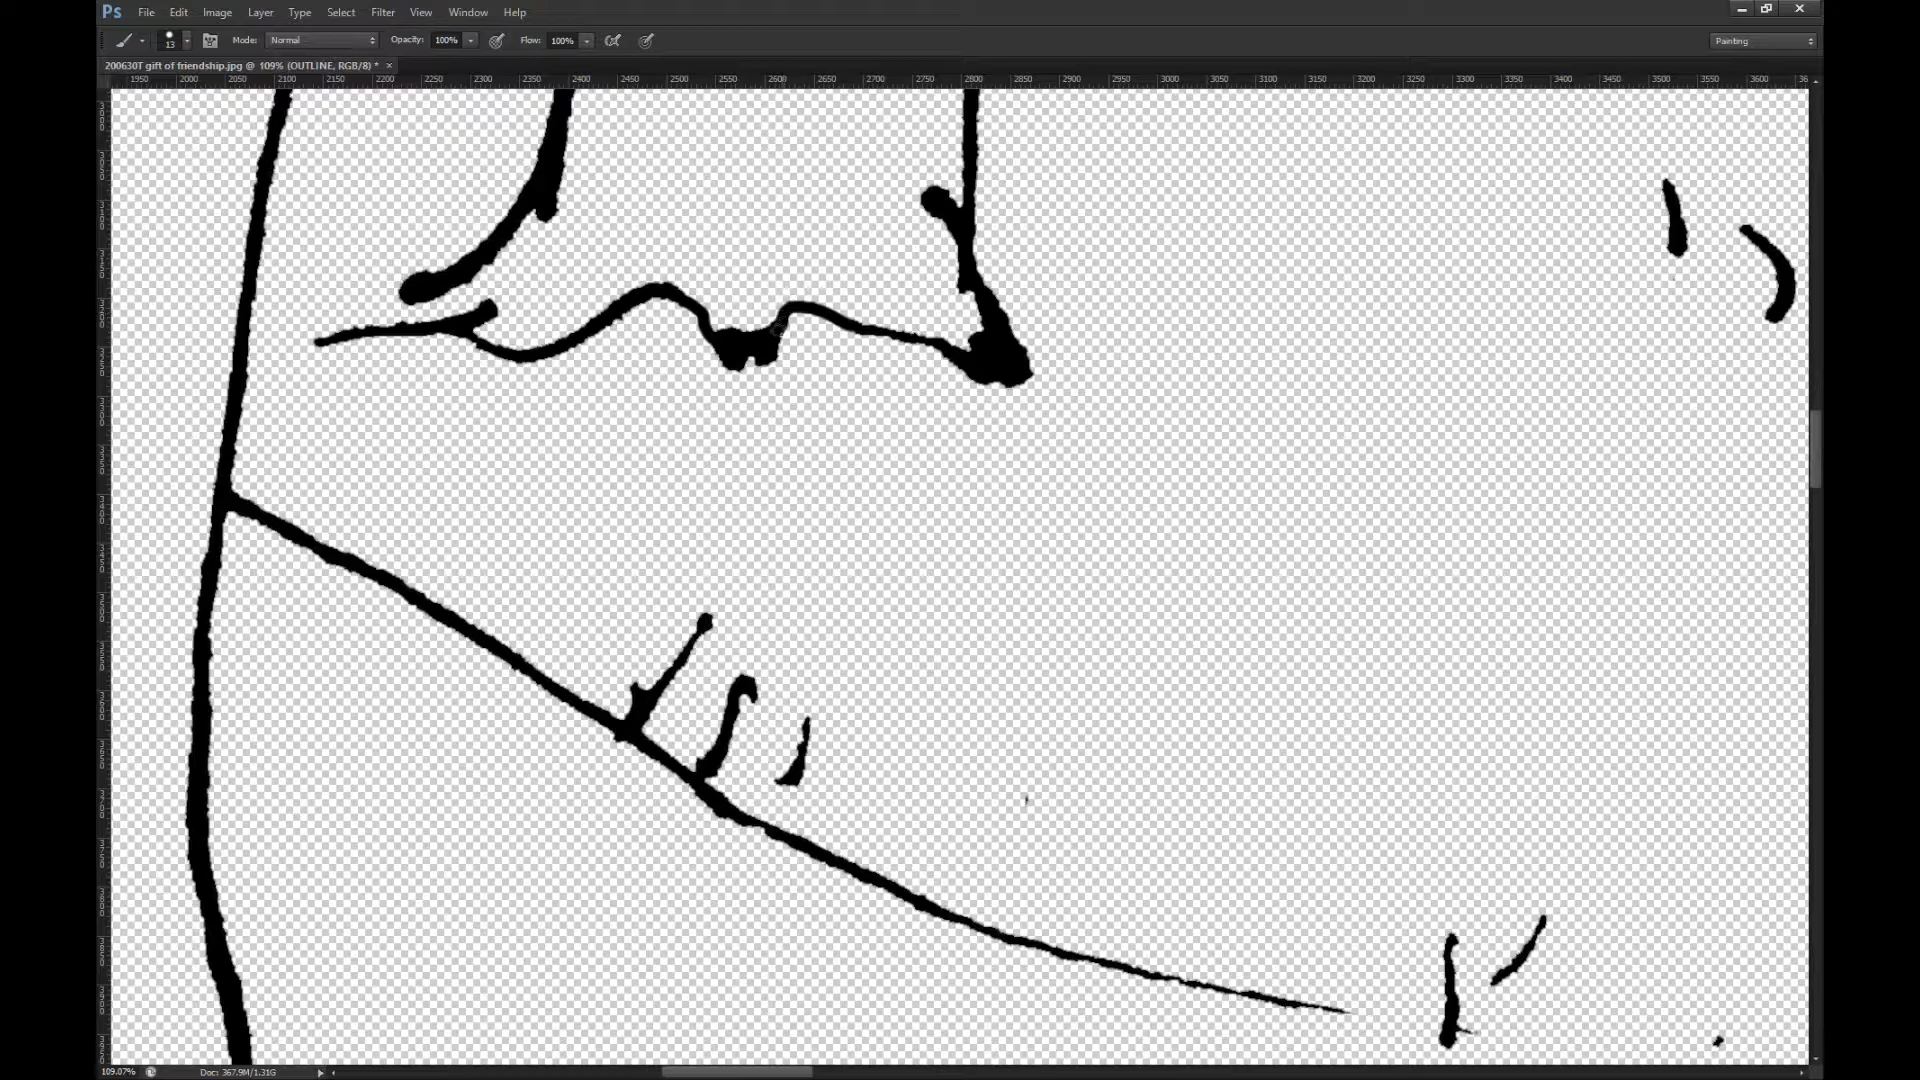 Ps File Edit Image Layer Type Select Filter View Window Help
13 Mode: Normal Opacity: 100% Flow: 100% Painting
200630T gift of friendship.jpg @ 109% (OUTLINE, RGB/8) * ×
1950 2000 2050 2100 2150 2200 2250 2300 2350 2400 2450 2500 2550 2600 2650 2700 2750 2800 2850 2900 2950 3000 3050 3100 3150 3200 3250 3300 3350 3400 3450 3500 3550 3600
109.07% Doc: 367.9M/1.31G